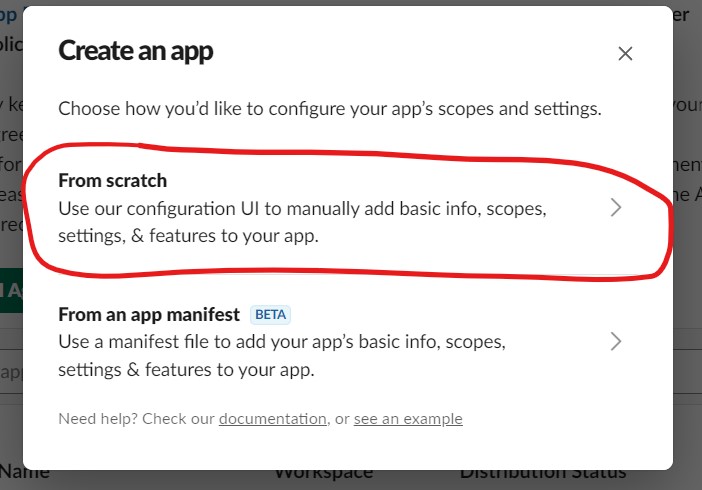 Create an app
Choose how you'd like to configure your app's scopes and settings.
From scratch
Use our configuration UI to manually add basic info, scopes,
settings, & features to your app.
From an app manifest BETA
Use a manifest file to add your app's basic info, scopes,
settings & features to your app.
Need help? Check our documentation, or see an example
Name Workspace Distribution Status